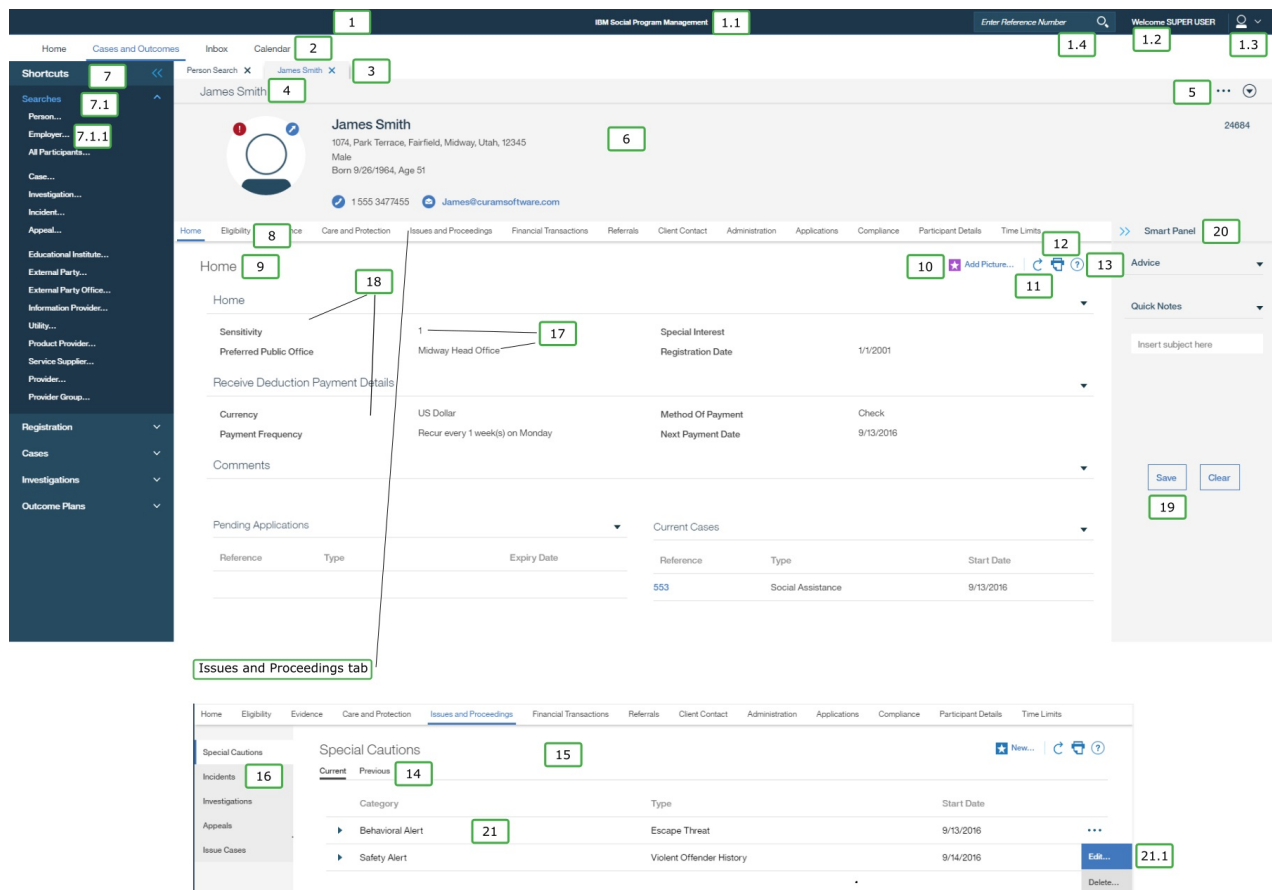 1 IBM Social Program Management 1.1 Enter Reference Number Welcome SUPER USER
Home Cases and Outcomes Inbox Calendar 2 1.4 1.2 1.3
Shortcuts 7 Person Search James Smith 3
James Smith 4 5
Searches 7.1
Person...
Employer... 7.1.1
All Participants...
Case...
Investigation...
Incident...
Appeal...
Educational Institute...
External Party...
External Party Office...
Information Provider...
Utility...
Product Provider...
Service Supplier...
Provider...
Provider Group...
Registration
Cases
Investigations
Outcome Plans
James Smith 24684
1074, Park Terrace, Fairfield, Midway, Utah, 12345 6
Male
Born 9/26/1964, Age 51
1 555 3477455 James@curamsoftware.com
Home Eligibility 8 nce Care and Protection Issues and Proceedings Financial Transactions Referrals Client Contact Administration Applications Compliance Participant Details Time Limits
12
Home 9 10 Add Picture... ? 13
18 11
Home
Sensitivity 1 17 Special Interest
Preferred Public Office Midway Head Office Registration Date 1/1/2001
Receive Deduction Payment Details
Currency US Dollar Method Of Payment Check
Payment Frequency Recur every 1 week(s) on Monday Next Payment Date 9/13/2016
Comments
Pending Applications Current Cases
Reference Type Expiry Date Reference Type Start Date
553 Social Assistance 9/13/2016
Smart Panel 20
Advice
Quick Notes
Insert subject here
Save Clear
19
Issues and Proceedings tab
Home Eligibility Evidence Care and Protection Issues and Proceedings Financial Transactions Referrals Client Contact Administration Applications Compliance Participant Details Time Limits
Special Cautions
Incidents 16
Investigations
Appeals
Issue Cases
Special Cautions 15 New... ?
Current Previous 14
Category Type Start Date
Behavioral Alert 21 Escape Threat 9/13/2016
Safety Alert Violent Offender History 9/14/2016 Edit... 21.1
Delete...